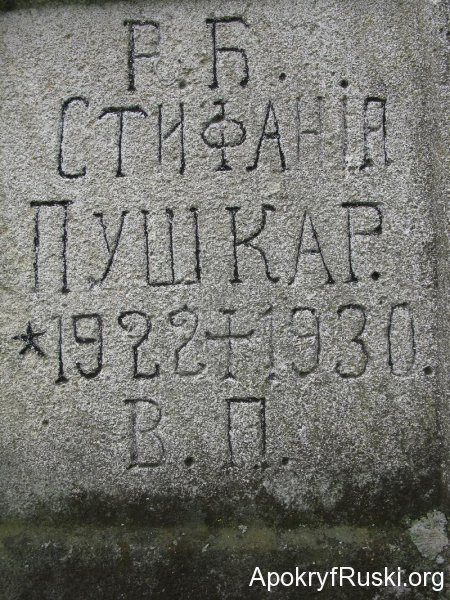 Р. Б.
СТИФАНІЯ
ПУШКАР.
*1922+1930.
В. П.
ApokryfRuski.org